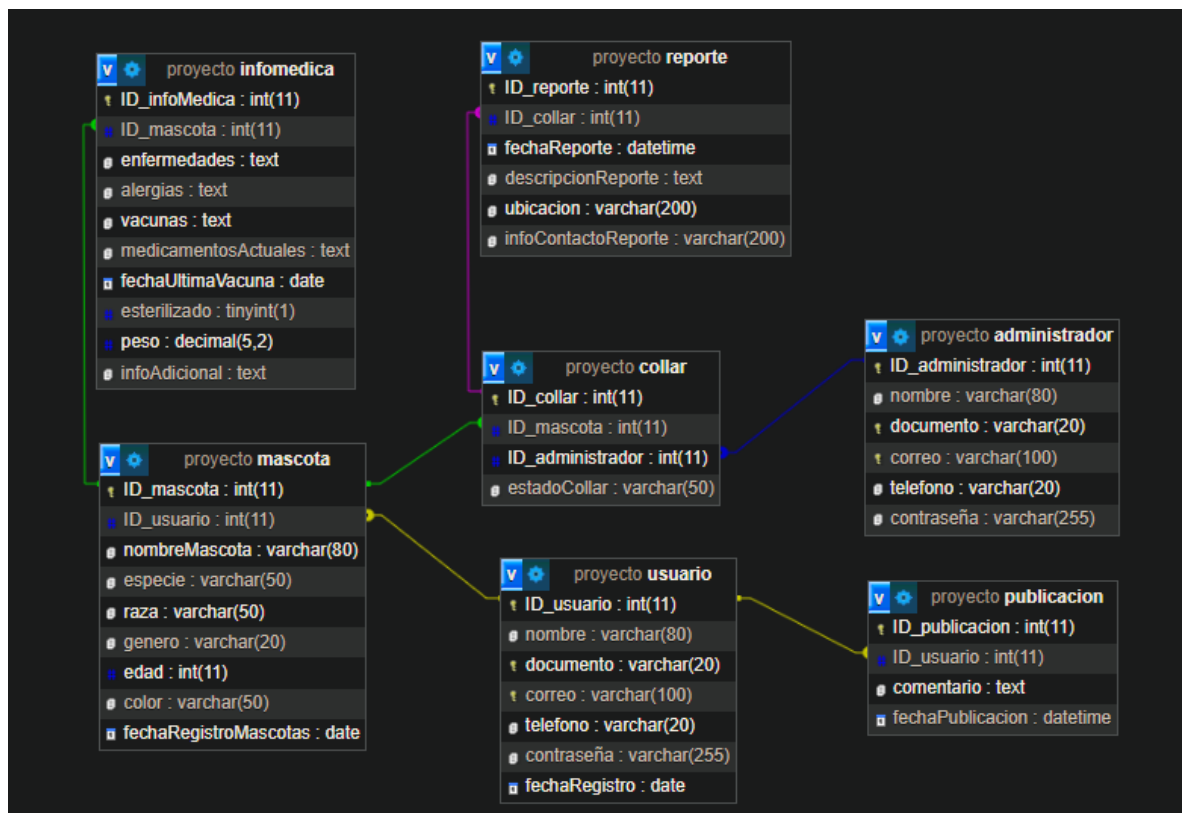 v proyecto infomedica
ID_infoMedica : int(11)
ID_mascota : int(11)
enfermedades : text
alergias : text
vacunas : text
medicamentosActuales : text
fechaUltimaVacuna : date
esterilizado : tinyint(1)
peso : decimal(5,2)
infoAdicional : text
v proyecto reporte
ID_reporte : int(11)
ID_collar : int(11)
fechaReporte : datetime
descripcionReporte : text
ubicacion : varchar(200)
infoContactoReporte : varchar(200)
v proyecto collar
ID_collar : int(11)
ID_mascota : int(11)
ID_administrador : int(11)
estadoCollar : varchar(50)
v proyecto administrador
ID_administrador : int(11)
nombre : varchar(80)
documento : varchar(20)
correo : varchar(100)
telefono : varchar(20)
contraseña : varchar(255)
v proyecto mascota
ID_mascota : int(11)
ID_usuario : int(11)
nombreMascota : varchar(80)
especie : varchar(50)
raza : varchar(50)
genero : varchar(20)
edad : int(11)
color : varchar(50)
fechaRegistroMascotas : date
v proyecto usuario
ID_usuario : int(11)
nombre : varchar(80)
documento : varchar(20)
correo : varchar(100)
telefono : varchar(20)
contraseña : varchar(255)
fechaRegistro : date
v proyecto publicacion
ID_publicacion : int(11)
ID_usuario : int(11)
comentario : text
fechaPublicacion : datetime